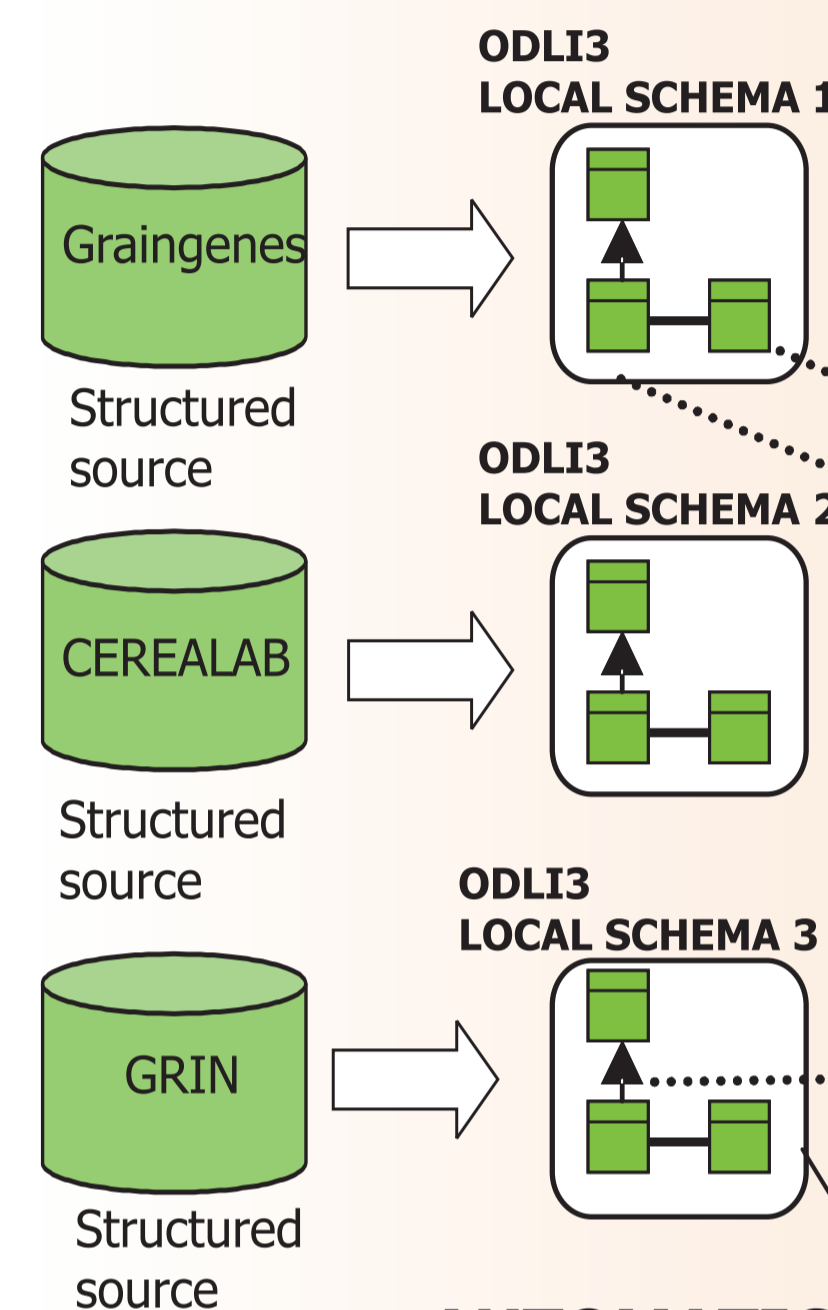 ODLI3
LOCAL SCHEMA 1
Graingenes
Structured
source
ODLI3
LOCAL SCHEMA 2
CEREALAB
Structured
source
ODLI3
LOCAL SCHEMA 3
GRIN
Structured
source